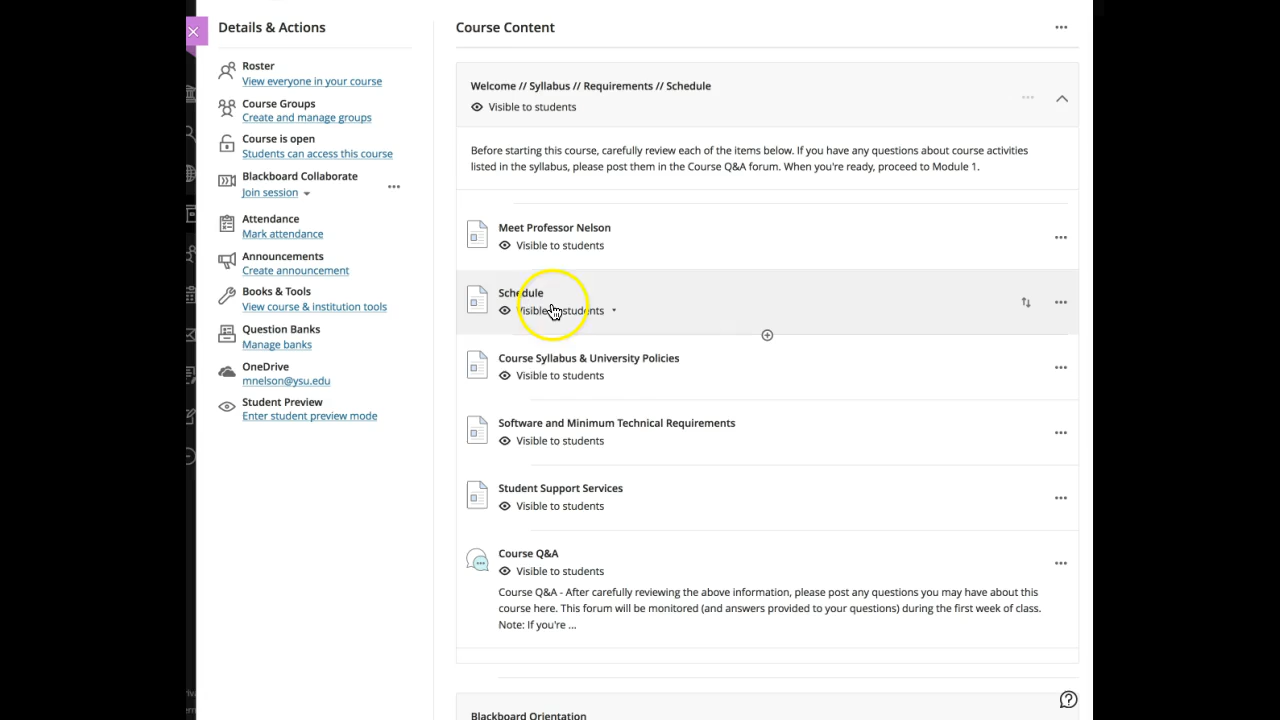 Details & Actions
Roster
View everyone in your course
Course Groups
Create and manage groups
Course is open
Students can access this course
Blackboard Collaborate
Join session
Attendance
Mark attendance
Announcements
Create announcement
Books & Tools
View course & institution tools
Question Banks
Manage banks
OneDrive
mnelson@ysu.edu
Student Preview
Enter student preview mode
Course Content
Welcome // Syllabus // Requirements // Schedule
Visible to students
Before starting this course, carefully review each of the items below. If you have any questions about course activities
listed in the syllabus, please post them in the Course Q&A forum. When you're ready, proceed to Module 1.
Meet Professor Nelson
Visible to students
Schedule
Visible to students
Course Syllabus & University Policies
Visible to students
Software and Minimum Technical Requirements
Visible to students
Student Support Services
Visible to students
Course Q&A
Visible to students
Course Q&A - After carefully reviewing the above information, please post any questions you may have about this
course here. This forum will be monitored (and answers provided to your questions) during the first week of class.
Note: If you're ...
Blackboard Orientation